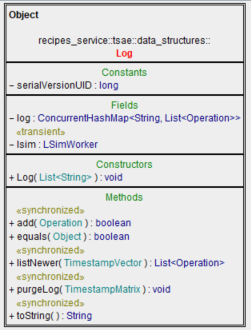 Object
recipes_service::tsae::data_structures::
Log
Constants
− serialVersionUID : long
Fields
− log : ConcurrentHashMap<String, List<Operation>>
«transient»
− lsim : LSimWorker
Constructors
+ Log( List<String> ) : void
Methods
«synchronized»
+ add( Operation ) : boolean
+ equals( Object ) : boolean
«synchronized»
+ listNewer( TimestampVector ) : List<Operation>
«synchronized»
+ purgeLog( TimestampMatrix ) : void
«synchronized»
+ toString( ) : String